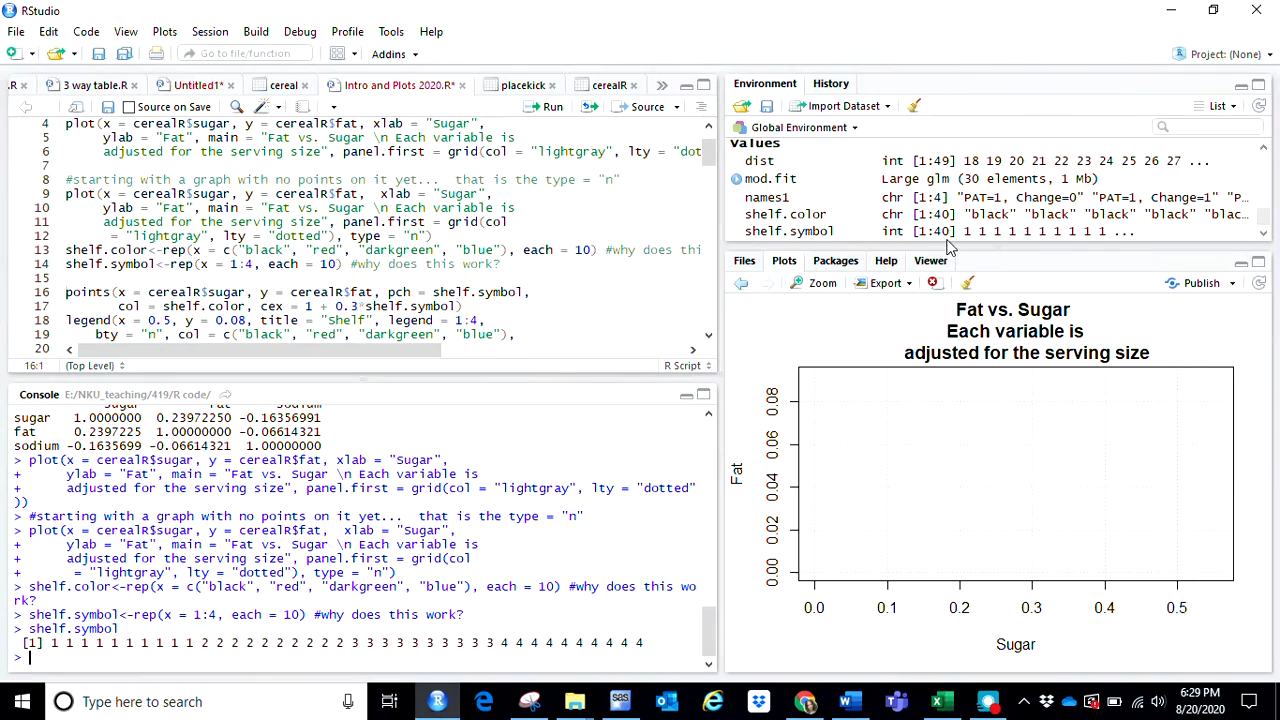 RStudio
File Edit Code View Plots Session Build Debug Profile Tools Help
Go to file/function
Addins
Project: (None)
.R
3 way table.R
Untitled1*
cereal
Intro and Plots 2020.R*
placekick
cerealR
Source on Save
Run
Source
5 plot(x = cerealR$sugar, y = cerealR$fat, xlab = "Sugar",
ylab = "Fat", main = "Fat vs. Sugar \n Each variable is
6 adjusted for the serving size", panel.first = grid(col = "lightgray", lty = "dot
7
8 #starting with a graph with no points on it yet... that is the type = "n"
9 plot(x = cerealR$sugar, y = cerealR$fat,  xlab = "Sugar",
10 ylab = "Fat", main = "Fat vs. Sugar \n Each variable is
11 adjusted for the serving size", panel.first = grid(col
12 = "lightgray", lty = "dotted"), type = "n")
13 shelf.color<-rep(x = c("black", "red", "darkgreen", "blue"), each = 10) #why does thi
14 shelf.symbol<-rep(x = 1:4, each = 10) #why does this work?
15
16 points(x = cerealR$sugar, y = cerealR$fat, pch = shelf.symbol,
17 col = shelf.color, cex = 1 + 0.3*shelf.symbol)
18 legend(x = 0.5, y = 0.08, title = "Shelf", legend = 1:4,
19 bty = "n", col = c("black", "red", "darkgreen", "blue"),
20
16:1 (Top Level) R Script
Console E:/NKU_teaching/419/R code/
sugar 1.0000000 0.23972250 -0.16356991
fat 0.2397225 1.00000000 -0.06614321
sodium -0.1635699 -0.06614321 1.00000000
> plot(x = cerealR$sugar, y = cerealR$fat, xlab = "Sugar",
+ ylab = "Fat", main = "Fat vs. Sugar \n Each variable is
+ adjusted for the serving size", panel.first = grid(col = "lightgray", lty = "dotted"
))
> #starting with a graph with no points on it yet... that is the type = "n"
> plot(x = cerealR$sugar, y = cerealR$fat,  xlab = "Sugar",
+ ylab = "Fat", main = "Fat vs. Sugar \n Each variable is
+ adjusted for the serving size", panel.first = grid(col
+ = "lightgray", lty = "dotted"), type = "n")
> shelf.color<-rep(x = c("black", "red", "darkgreen", "blue"), each = 10) #why does this wo
rk?
> shelf.symbol<-rep(x = 1:4, each = 10) #why does this work?
> shelf.symbol
[1] 1 1 1 1 1 1 1 1 1 1 2 2 2 2 2 2 2 2 2 2 3 3 3 3 3 3 3 3 3 3 4 4 4 4 4 4 4 4 4 4
>
Environment History
Import Dataset
List
Global Environment
Values
dist int [1:49] 18 19 20 21 22 23 24 25 26 27 ...
mod.fit Large glm (30 elements, 1 Mb)
names1 chr [1:4] "PAT=1, Change=0" "PAT=1, Change=1" "P…
shelf.color chr [1:40] "black" "black" "black" "black" "blac…
shelf.symbol int [1:40] 1 1 1 1 1 1 1 1 1 1 ...
Files Plots Packages Help Viewer
Zoom Export Publish
Fat vs. Sugar
Each variable is
adjusted for the serving size
Fat
0.08
0.06
0.04
0.02
0.00
0.0 0.1 0.2 0.3 0.4 0.5
Sugar
Type here to search
6:29 PM
8/20/2020